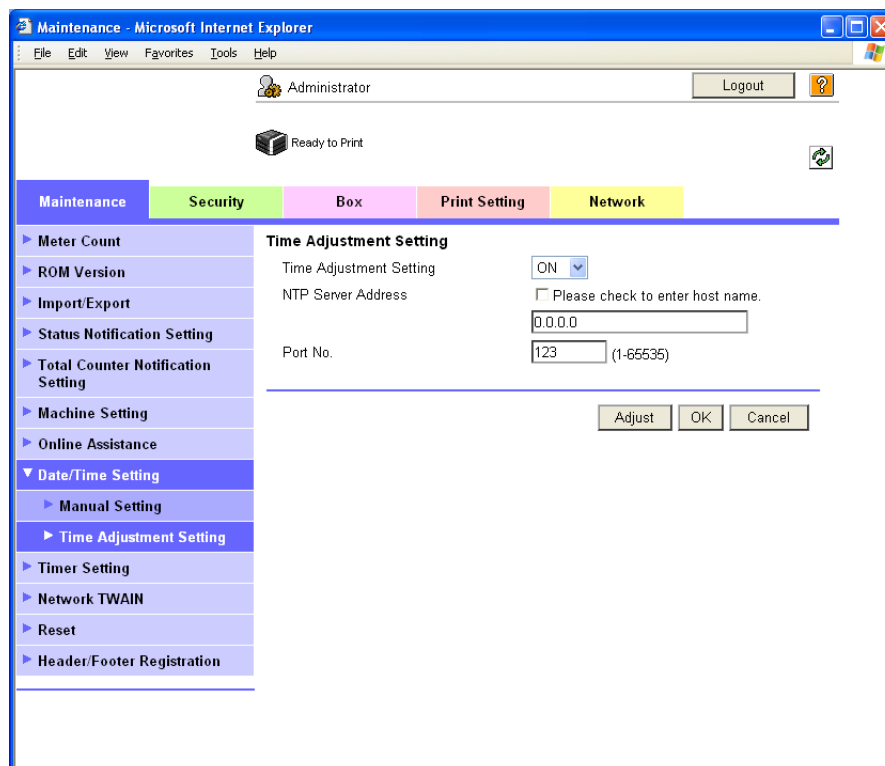 Maintenance - Microsoft Internet Explorer
File Edit View Favorites Tools Help
Administrator
Logout
?
Ready to Print
Maintenance Security Box Print Setting Network
Meter Count
ROM Version
Import/Export
Status Notification Setting
Total Counter Notification
Setting
Machine Setting
Online Assistance
Date/Time Setting
Manual Setting
Time Adjustment Setting
Timer Setting
Network TWAIN
Reset
Header/Footer Registration
Time Adjustment Setting
Time Adjustment Setting ON
NTP Server Address Please check to enter host name.
0.0.0.0
Port No. 123 (1-65535)
Adjust OK Cancel